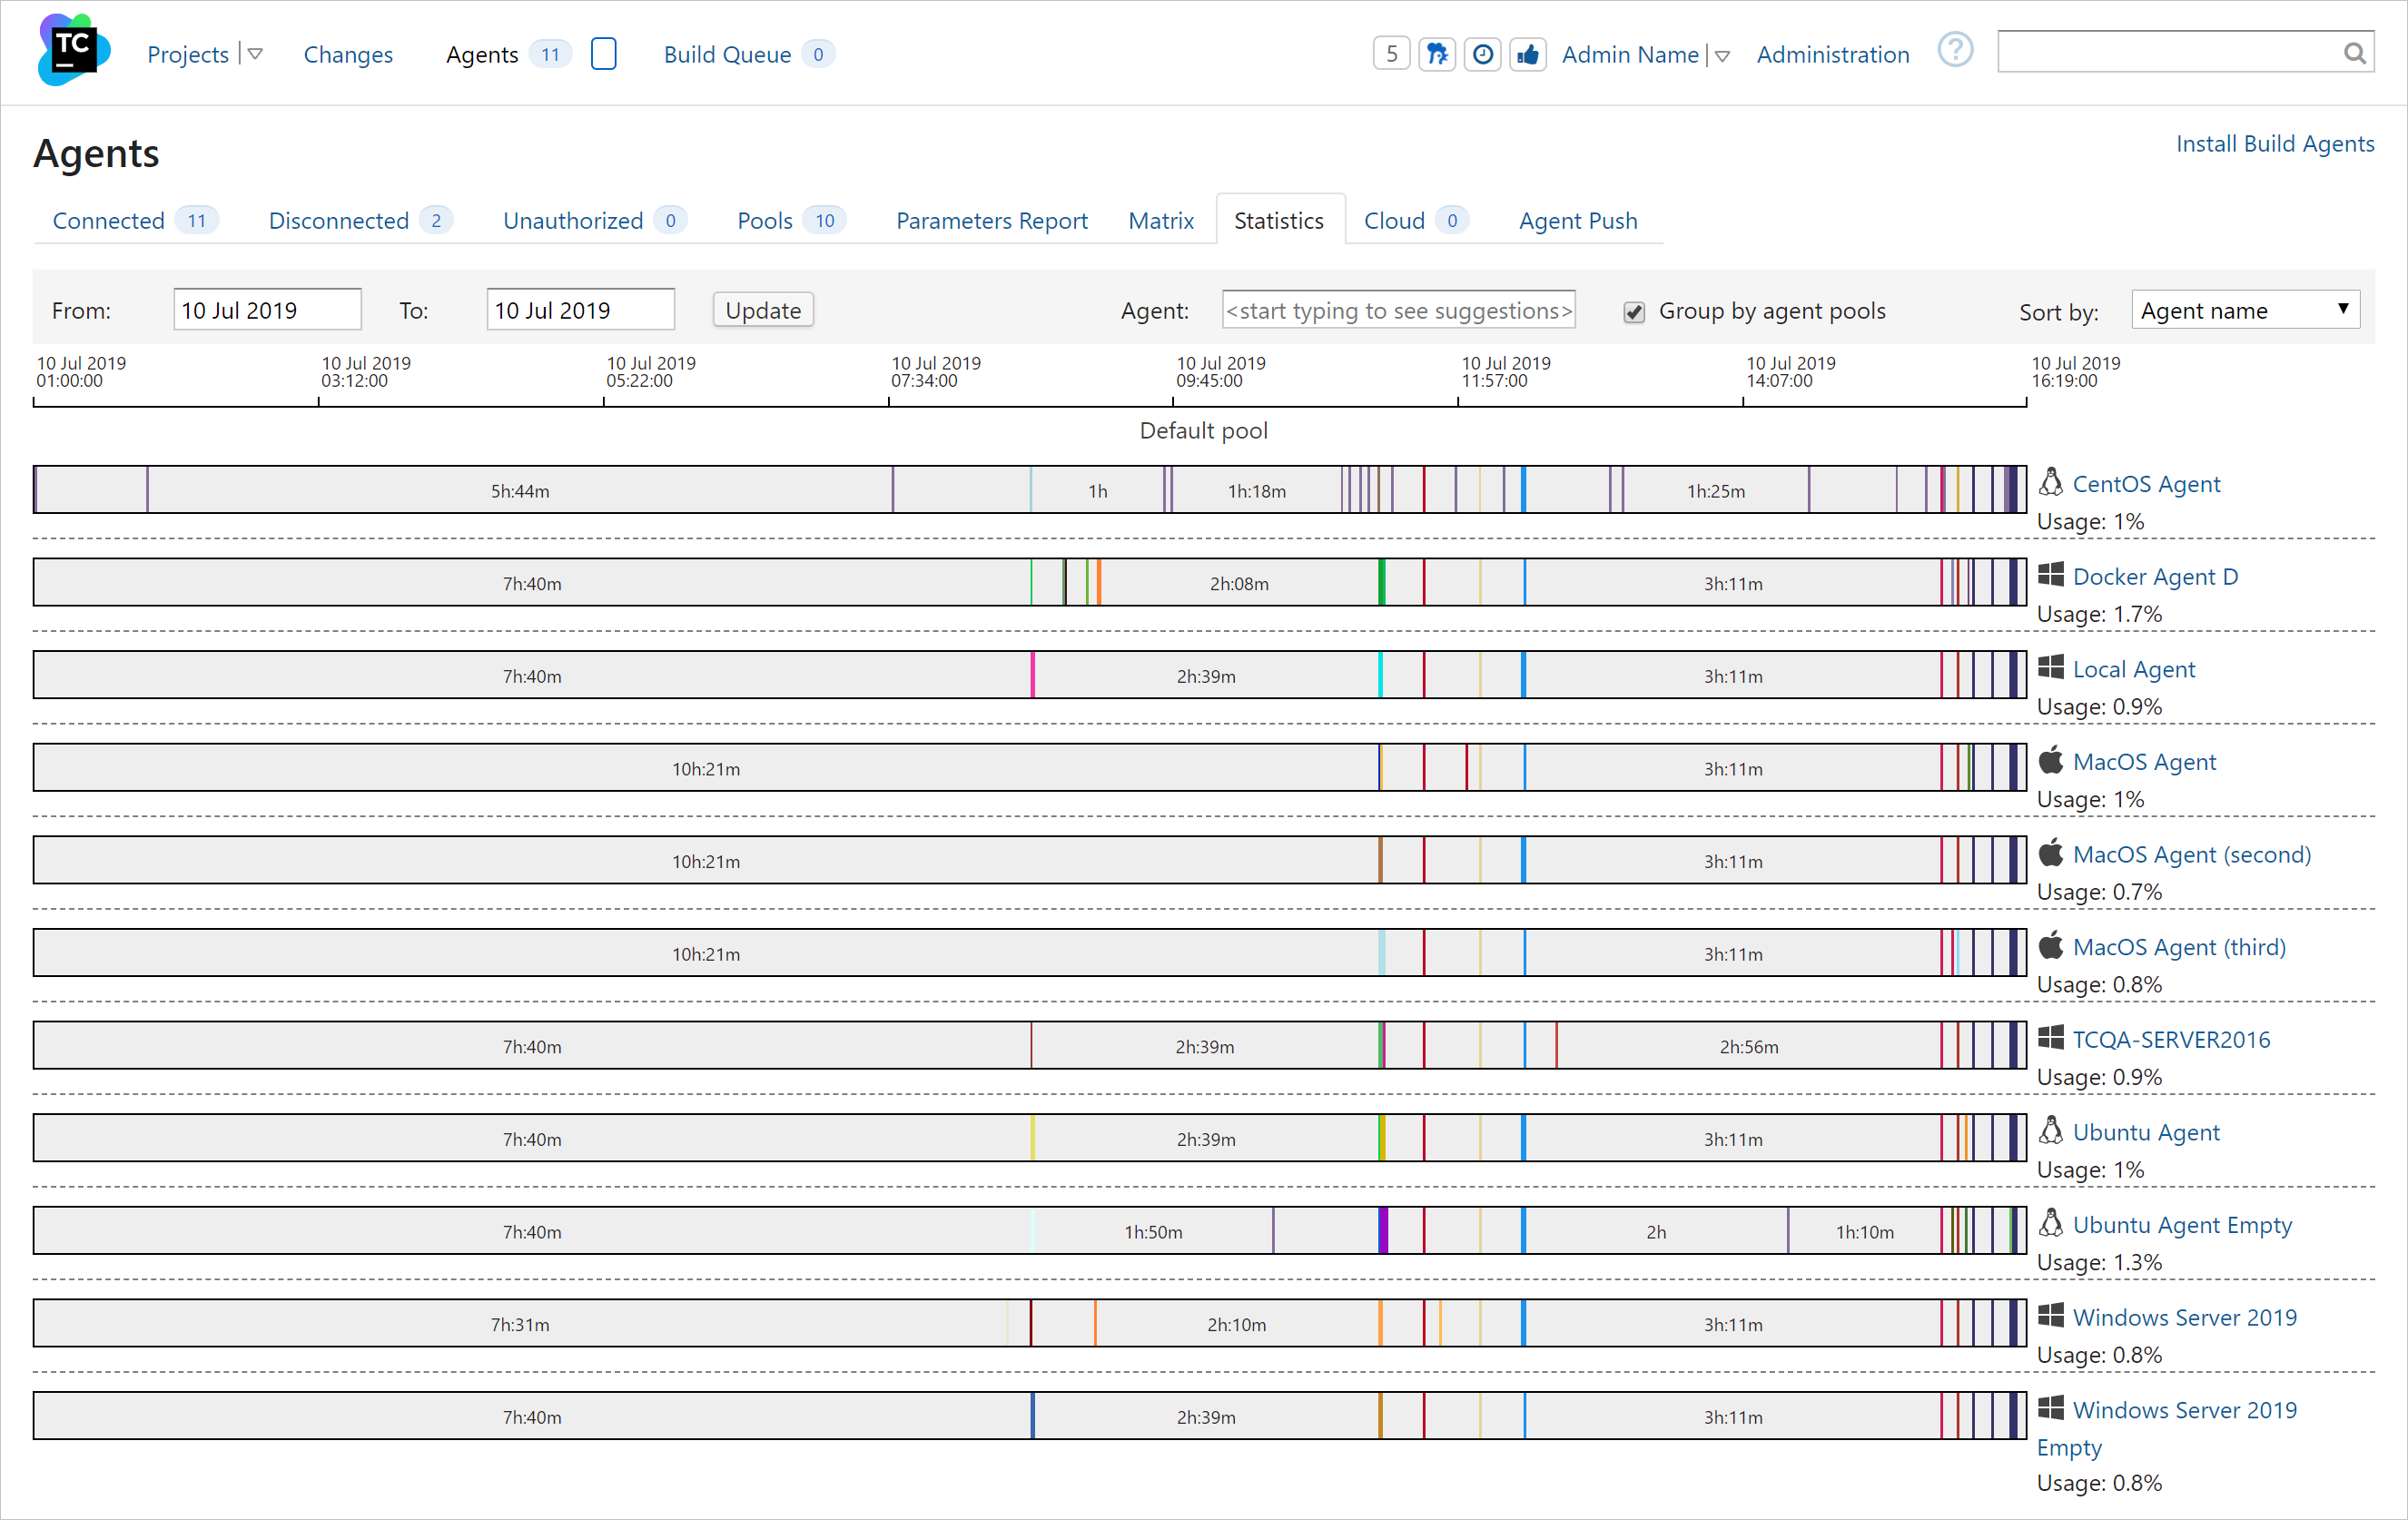 TC
Projects Changes Agents 11 Build Queue 0 5 Admin Name Administration ?
Agents
Install Build Agents
Connected 11 Disconnected 2 Unauthorized 0 Pools 10 Parameters Report Matrix Statistics Cloud 0 Agent Push
From: 10 Jul 2019 To: 10 Jul 2019 Update Agent: <start typing to see suggestions> Group by agent pools Sort by: Agent name
10 Jul 2019 10 Jul 2019 10 Jul 2019 10 Jul 2019 10 Jul 2019 10 Jul 2019 10 Jul 2019 10 Jul 2019
01:00:00 03:12:00 05:22:00 07:34:00 09:45:00 11:57:00 14:07:00 16:19:00
Default pool
5h:44m 1h 1h:18m 1h:25m CentOS Agent
Usage: 1%
7h:40m 2h:08m 3h:11m Docker Agent D
Usage: 1.7%
7h:40m 2h:39m 3h:11m Local Agent
Usage: 0.9%
10h:21m 3h:11m MacOS Agent
Usage: 1%
10h:21m 3h:11m MacOS Agent (second)
Usage: 0.7%
10h:21m 3h:11m MacOS Agent (third)
Usage: 0.8%
7h:40m 2h:39m 2h:56m TCQA-SERVER2016
Usage: 0.9%
7h:40m 2h:39m 3h:11m Ubuntu Agent
Usage: 1%
7h:40m 1h:50m 2h 1h:10m Ubuntu Agent Empty
Usage: 1.3%
7h:31m 2h:10m 3h:11m Windows Server 2019
Usage: 0.8%
7h:40m 2h:39m 3h:11m Windows Server 2019
Empty
Usage: 0.8%